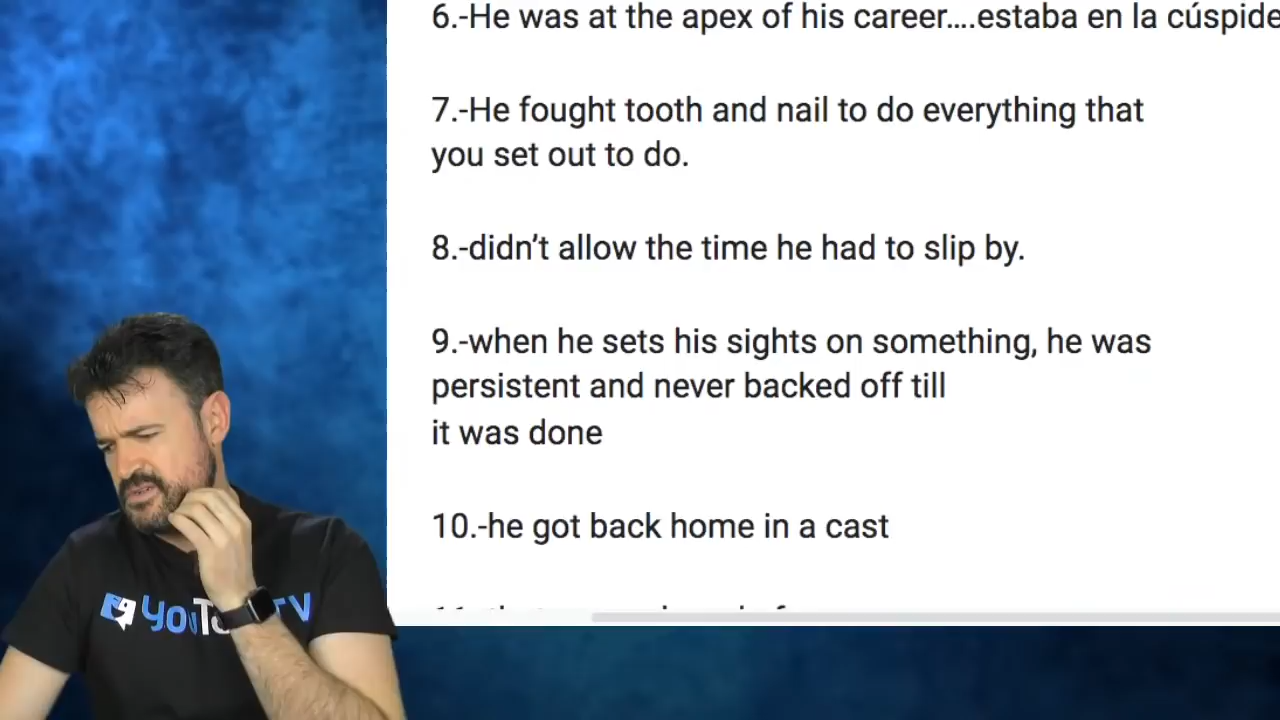 6.-He was at the apex of his career....estaba en la cúspide
7.-He fought tooth and nail to do everything that
you set out to do.
8.-didn't allow the time he had to slip by.
9.-when he sets his sights on something, he was
persistent and never backed off till
it was done
10.-he got back home in a cast